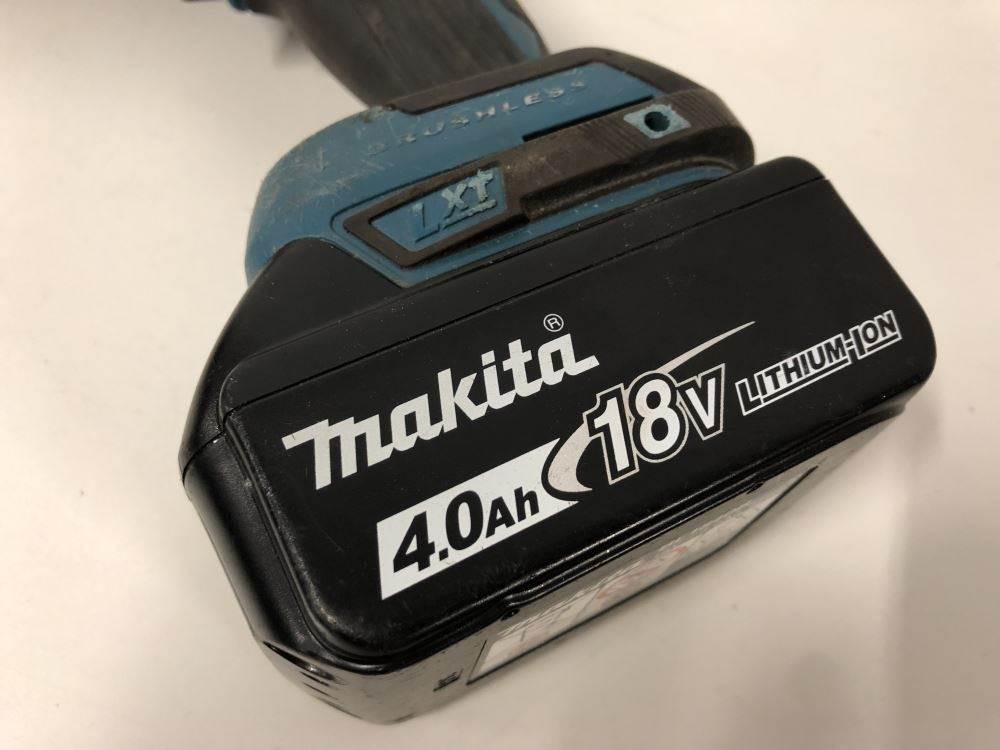 BRUSHLESS
LXT
makita®
4.0Ah 18V LITHIUM-ION